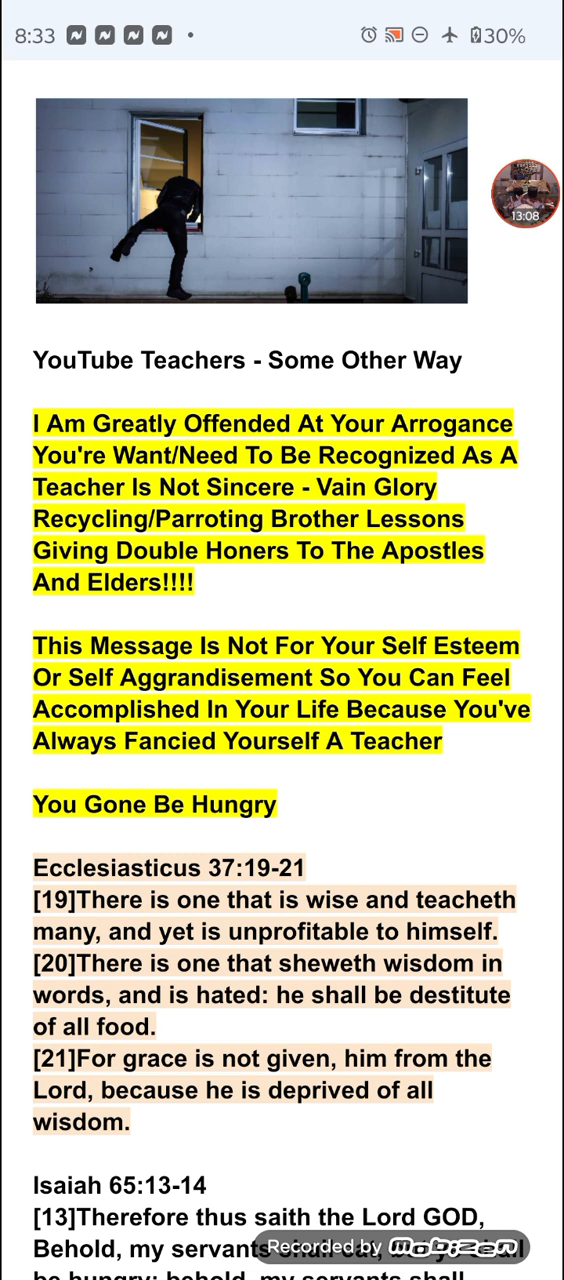 8:33
30%
13:08
YouTube Teachers - Some Other Way
I Am Greatly Offended At Your Arrogance
You're Want/Need To Be Recognized As A
Teacher Is Not Sincere - Vain Glory
Recycling/Parroting Brother Lessons
Giving Double Honers To The Apostles
And Elders!!!!
This Message Is Not For Your Self Esteem
Or Self Aggrandisement So You Can Feel
Accomplished In Your Life Because You've
Always Fancied Yourself A Teacher
You Gone Be Hungry
Ecclesiasticus 37:19-21
[19]There is one that is wise and teacheth
many, and yet is unprofitable to himself.
[20]There is one that sheweth wisdom in
words, and is hated: he shall be destitute
of all food.
[21]For grace is not given, him from the
Lord, because he is deprived of all
wisdom.
Isaiah 65:13-14
[13]Therefore thus saith the Lord GOD,
Behold, my servants
Recorded by Mobizen
be hungry: behold, my servants shall